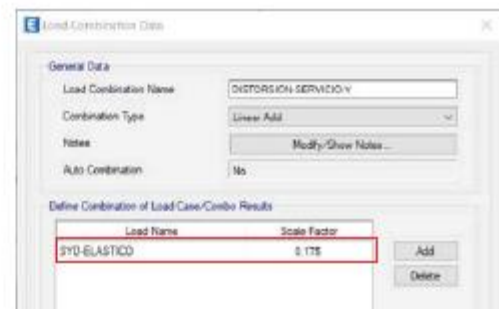 Load Combination Data
General Data
Load Combination Name DISTORSION-SERVICIO-Y
Combination Type Linear Add
Notes Modify/Show Notes...
Auto Combination No
Define Combination of Load Case/Combo Results
Load Name Scale Factor
SYD-ELASTICO 0.175
Add
Delete